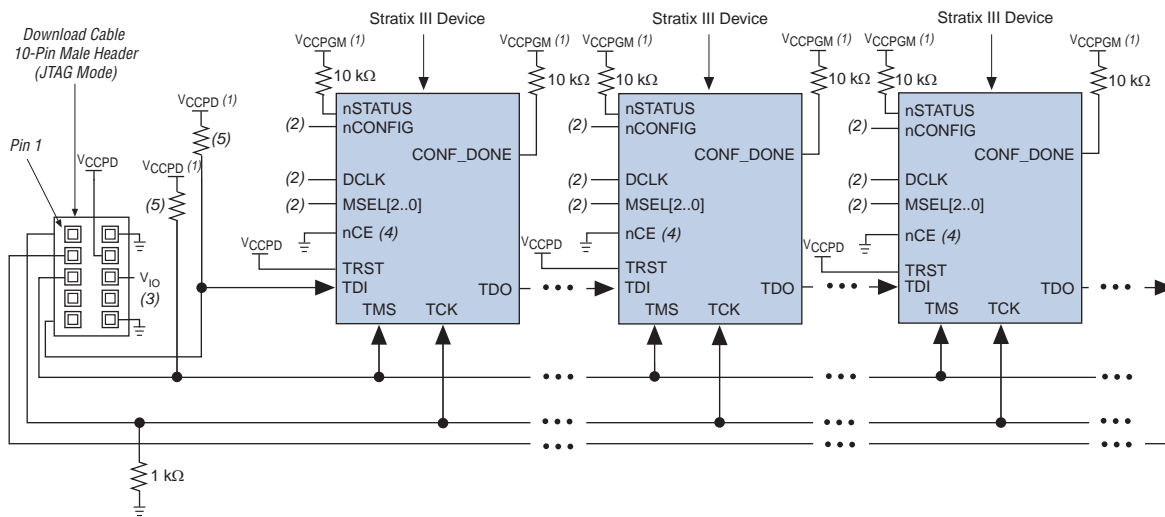 Download Cable
10-Pin Male Header
(JTAG Mode)
Pin 1
VCCPD
VCCPD (1)
(5)
VCCPD (1)
(5)
VIO
(3)
1 kΩ
Stratix III Device
VCCPGM (1)
10 kΩ
VCCPGM (1)
10 kΩ
nSTATUS
(2) nCONFIG
CONF_DONE
(2) DCLK
(2) MSEL[2..0]
nCE (4)
VCCPD
TRST
TDI
TDO
TMS
TCK
Stratix III Device
VCCPGM (1)
10 kΩ
VCCPGM (1)
10 kΩ
nSTATUS
(2) nCONFIG
CONF_DONE
(2) DCLK
(2) MSEL[2..0]
nCE (4)
VCCPD
TRST
TDI
TDO
TMS
TCK
Stratix III Device
VCCPGM (1)
10 kΩ
VCCPGM (1)
10 kΩ
nSTATUS
(2) nCONFIG
CONF_DONE
(2) DCLK
(2) MSEL[2..0]
nCE (4)
VCCPD
TRST
TDI
TDO
TMS
TCK